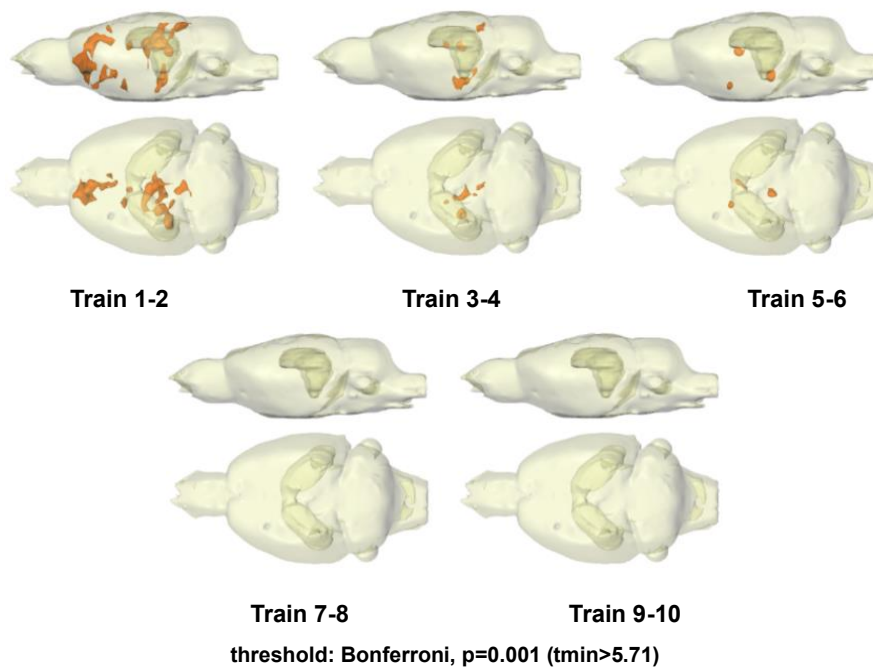 Train 1-2
Train 3-4
Train 5-6
Train 7-8
Train 9-10
threshold: Bonferroni, p=0.001 (tmin>5.71)